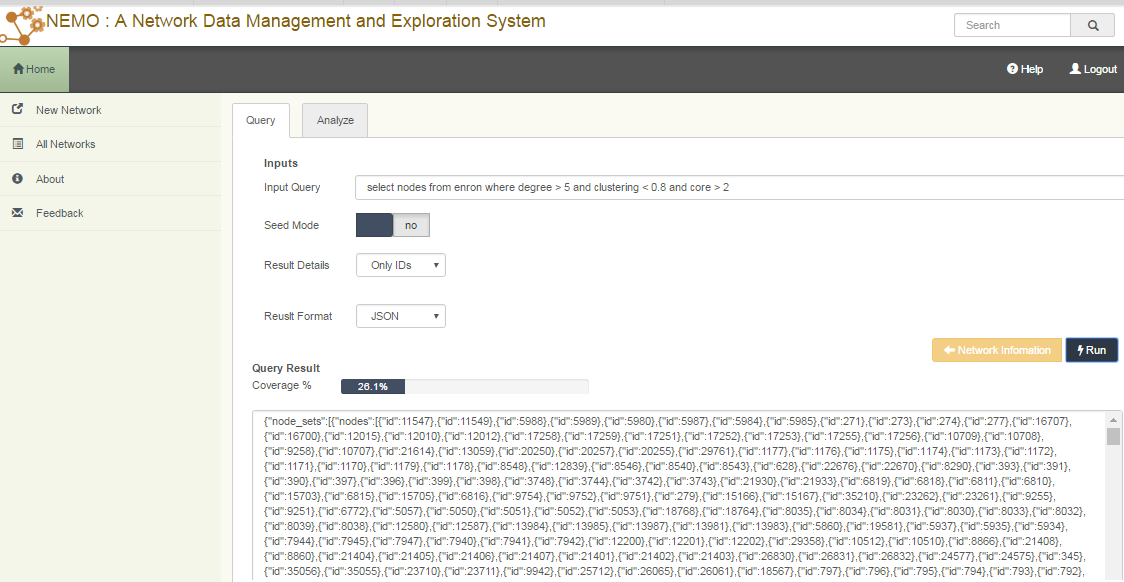 NEMO : A Network Data Management and Exploration System
Search
Home
Help
Logout
New Network
All Networks
About
Feedback
Query
Analyze
Inputs
Input Query
select nodes from enron where degree > 5 and clustering < 0.8 and core > 2
Seed Mode
no
Result Details
Only IDs
Reuslt Format
JSON
Network Infomation
Run
Query Result
Coverage %
26.1%
{"node_sets":[{"nodes":[{"id":11547},{"id":11549},{"id":5988},{"id":5989},{"id":5980},{"id":5987},{"id":5984},{"id":5985},{"id":271},{"id":273},{"id":274},{"id":277},{"id":16707},
{"id":16700},{"id":12015},{"id":12010},{"id":12012},{"id":17258},{"id":17259},{"id":17251},{"id":17252},{"id":17253},{"id":17255},{"id":17256},{"id":10709},{"id":10708},
{"id":9258},{"id":10707},{"id":21614},{"id":13059},{"id":20250},{"id":20257},{"id":20255},{"id":29761},{"id":1177},{"id":1176},{"id":1175},{"id":1174},{"id":1173},{"id":1172},
{"id":1171},{"id":1170},{"id":1179},{"id":1178},{"id":8548},{"id":12839},{"id":8546},{"id":8540},{"id":8543},{"id":628},{"id":22676},{"id":22670},{"id":8290},{"id":393},{"id":391},
{"id":390},{"id":397},{"id":396},{"id":399},{"id":398},{"id":3748},{"id":3744},{"id":3742},{"id":3743},{"id":21930},{"id":21933},{"id":6819},{"id":6818},{"id":6811},{"id":6810},
{"id":15703},{"id":6815},{"id":15705},{"id":6816},{"id":9754},{"id":9752},{"id":9751},{"id":279},{"id":15166},{"id":15167},{"id":35210},{"id":23262},{"id":23261},{"id":9255},
{"id":9251},{"id":6772},{"id":5057},{"id":5050},{"id":5051},{"id":5052},{"id":5053},{"id":18768},{"id":18764},{"id":8035},{"id":8034},{"id":8031},{"id":8030},{"id":8033},{"id":8032},
{"id":8039},{"id":8038},{"id":12580},{"id":12587},{"id":13984},{"id":13985},{"id":13987},{"id":13981},{"id":13983},{"id":5860},{"id":19581},{"id":5937},{"id":5935},{"id":5934},
{"id":7944},{"id":7945},{"id":7947},{"id":7940},{"id":7941},{"id":7942},{"id":12200},{"id":12201},{"id":12202},{"id":29358},{"id":10512},{"id":10510},{"id":8866},{"id":21408},
{"id":8860},{"id":21404},{"id":21405},{"id":21406},{"id":21407},{"id":21401},{"id":21402},{"id":21403},{"id":26830},{"id":26831},{"id":26832},{"id":24577},{"id":24575},{"id":345},
{"id":35056},{"id":35055},{"id":23710},{"id":23711},{"id":9942},{"id":25712},{"id":26065},{"id":26061},{"id":18567},{"id":797},{"id":796},{"id":795},{"id":794},{"id":793},{"id":792},